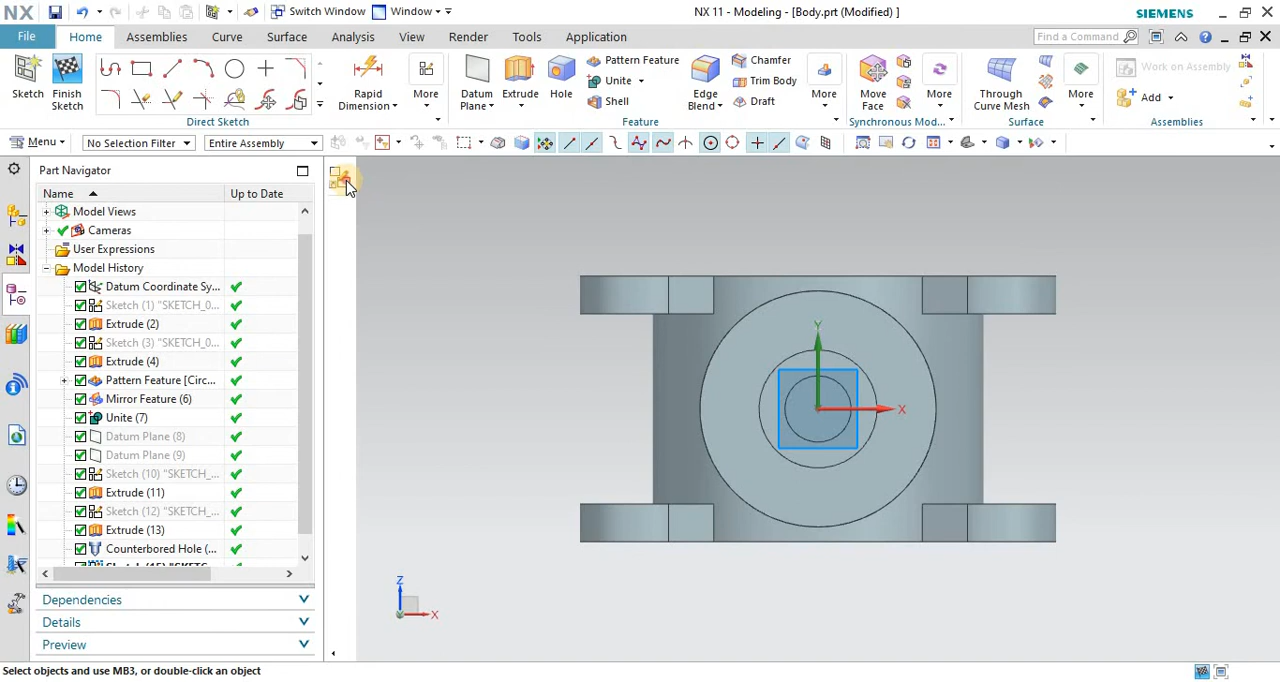 NX
Switch Window
Window
NX 11 - Modeling - [Body.prt (Modified) ]
SIEMENS
File
Home
Assemblies
Curve
Surface
Analysis
View
Render
Tools
Application
Find a Command
Sketch
Finish
Sketch
Rapid
Dimension
More
Direct Sketch
Datum
Plane
Extrude
Hole
Pattern Feature
Unite
Shell
Edge
Blend
Chamfer
Trim Body
Draft
More
Feature
Move
Face
More
Synchronous Mod...
Through
Curve Mesh
More
Surface
Work on Assembly
Add
Assemblies
Menu
No Selection Filter
Entire Assembly
Part Navigator
Name
Up to Date
Model Views
Cameras
User Expressions
Model History
Datum Coordinate Sy...
Sketch (1) "SKETCH_0...
Extrude (2)
Sketch (3) "SKETCH_0...
Extrude (4)
Pattern Feature [Circ...
Mirror Feature (6)
Unite (7)
Datum Plane (8)
Datum Plane (9)
Sketch (10) "SKETCH_...
Extrude (11)
Sketch (12) "SKETCH_...
Extrude (13)
Counterbored Hole (...
Dependencies
Details
Preview
Y
X
Z
X
Select objects and use MB3, or double-click an object